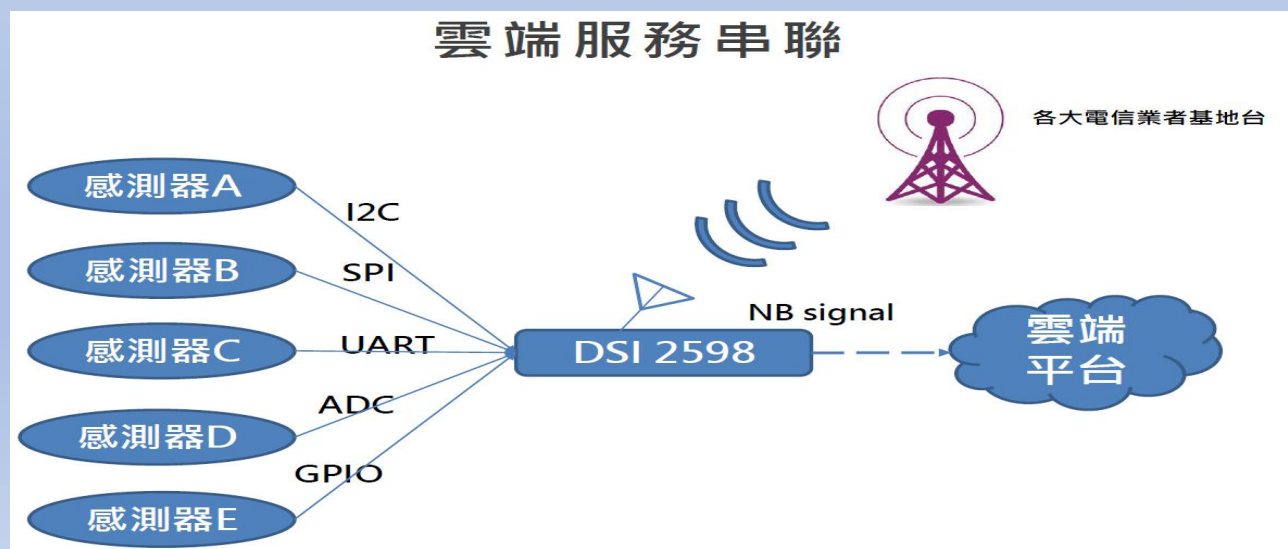 雲端服務串聯
各大電信業者基地台
感測器A
I2C
感測器B
SPI
感測器C
UART
感測器D
ADC
感測器E
GPIO
DSI 2598
NB signal
雲端
平台